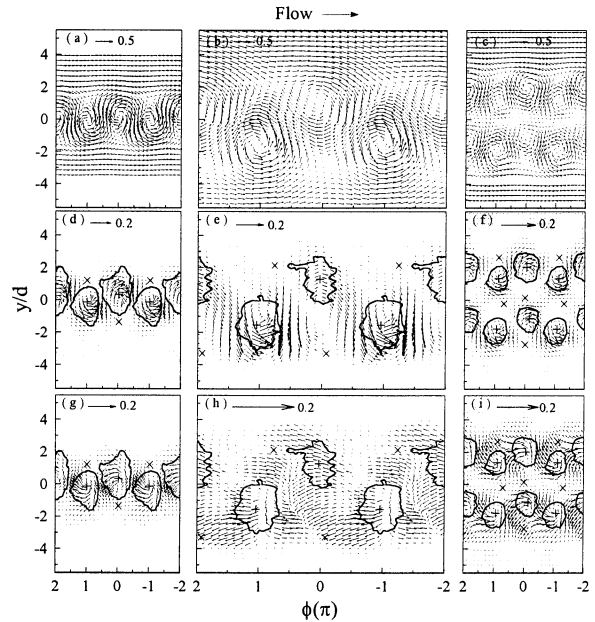 Flow
(a) 0.5
(b) 0.5
(c) 0.5
4
2
0
-2
-4
(d) 0.2
(e) 0.2
(f) 0.2
4
2
0
-2
-4
y/d
(g) 0.2
(h) 0.2
(i) 0.2
4
2
0
-2
-4
2 1 0 -1 -2
2 1 0 -1 -2
2 1 0 -1 -2
ϕ(π)